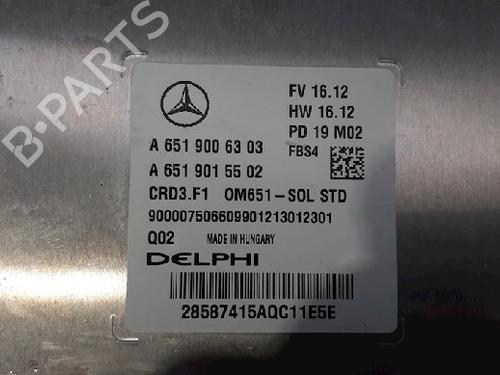 FV 16.12
HW 16.12
PD 19 M02
FBS4
A 651 900 63 03
A 651 901 55 02
CRD3.F1 OM651-SOL STD
900007506609901213012301
Q02 MADE IN HUNGARY
DELPHI
28587415AQC11E5E